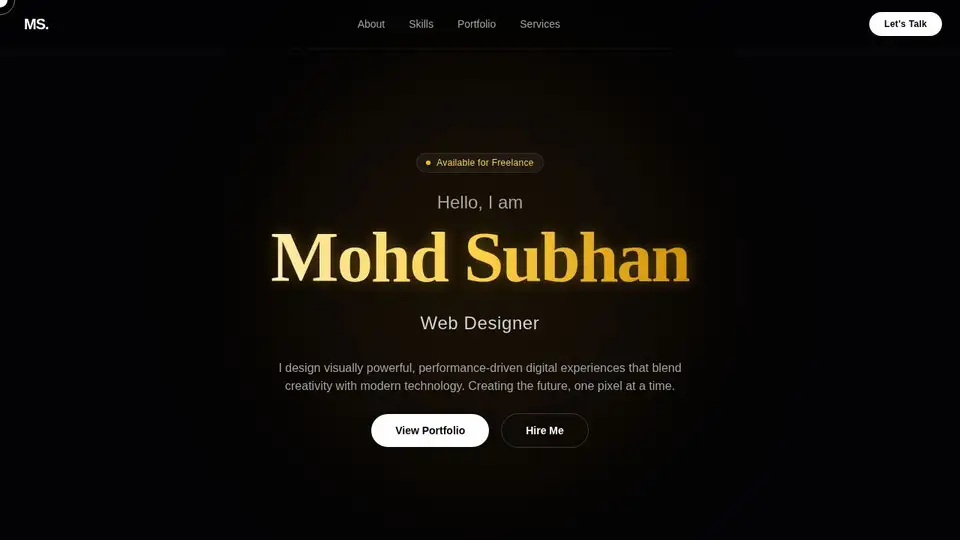 MS.
About
Skills
Portfolio
Services
Let's Talk
Available for Freelance
Hello, I am
Mohd Subhan
Web Designer
I design visually powerful, performance-driven digital experiences that blend
creativity with modern technology. Creating the future, one pixel at a time.
View Portfolio
Hire Me